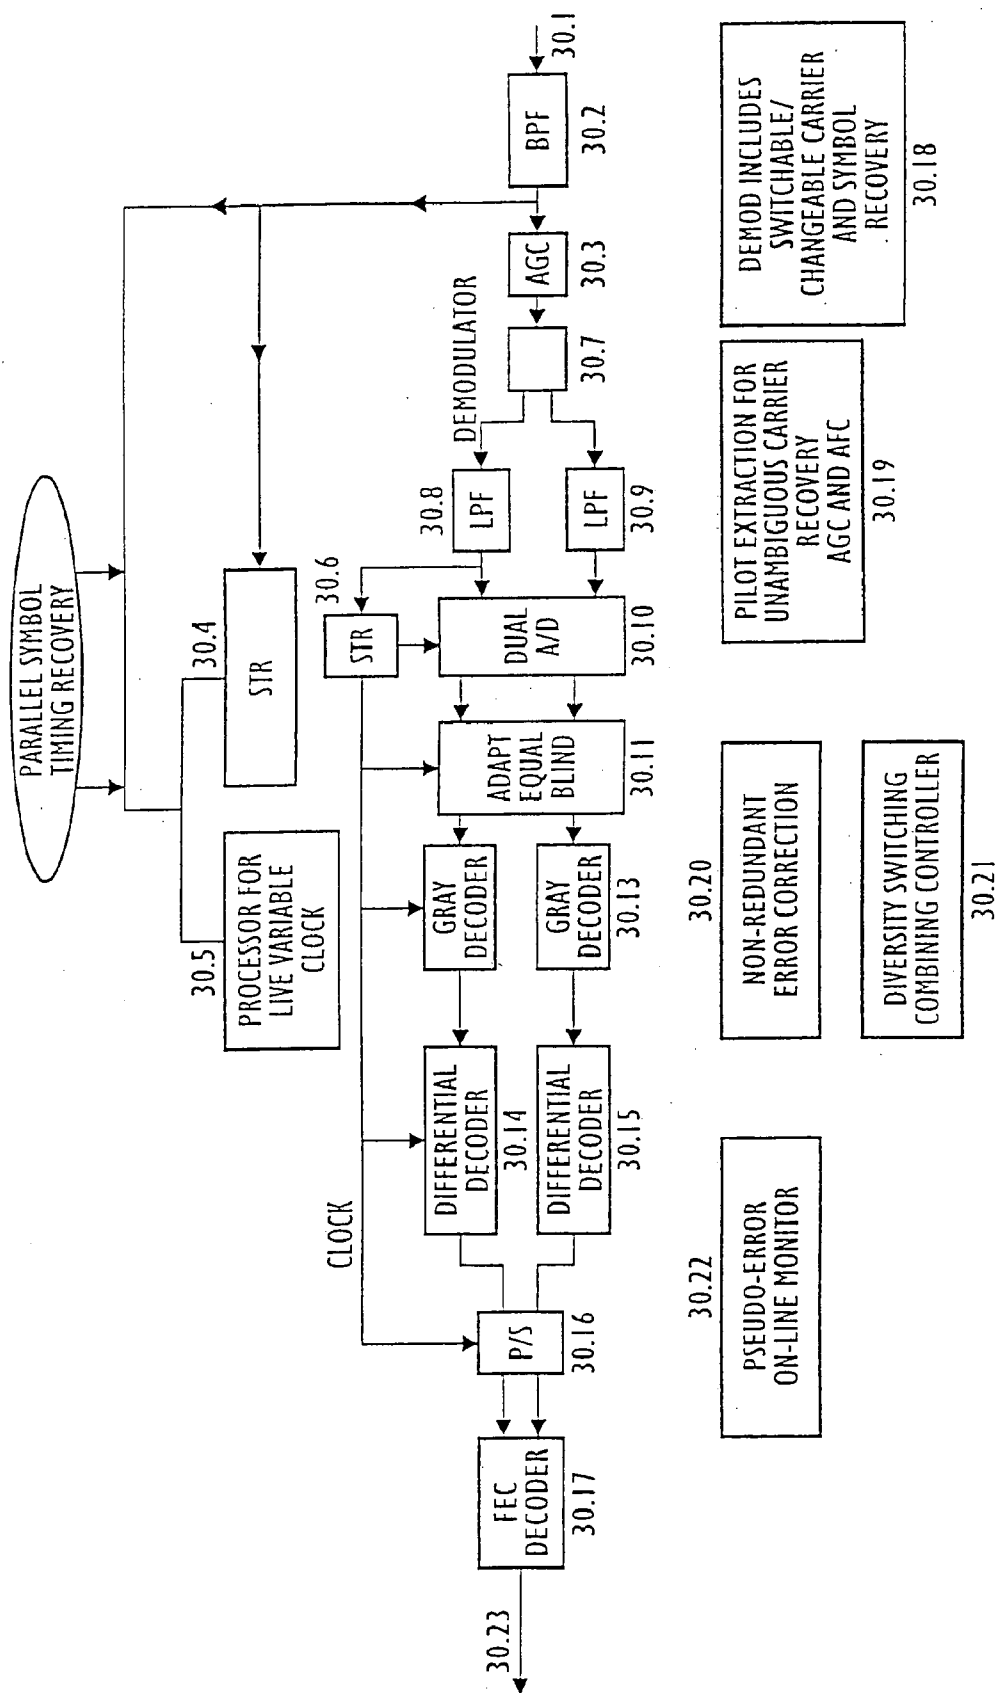 PARALLEL SYMBOL
TIMING RECOVERY
30.5
PROCESSOR FOR
LIVE VARIABLE
CLOCK
30.4
STR
CLOCK
30.6
STR
30.8
LPF
DEMODULATOR
30.23
FEC
DECODER
30.17
P/S
30.16
DIFFERENTIAL
DECODER
30.14
DIFFERENTIAL
DECODER
30.15
GRAY
DECODER
GRAY
DECODER
30.13
ADAPT
EQUAL
BLIND
30.11
DUAL
A/D
30.10
LPF
30.9
30.7
AGC
30.3
BPF
30.2
30.1
30.22
PSEUDO-ERROR
ON-LINE MONITOR
30.20
NON-REDUNDANT
ERROR CORRECTION
DIVERSITY SWITCHING
COMBINING CONTROLLER
30.21
PILOT EXTRACTION FOR
UNAMBIGUOUS CARRIER
RECOVERY
AGC AND AFC
30.19
DEMOD INCLUDES
SWITCHABLE/
CHANGEABLE CARRIER
AND SYMBOL
RECOVERY
30.18